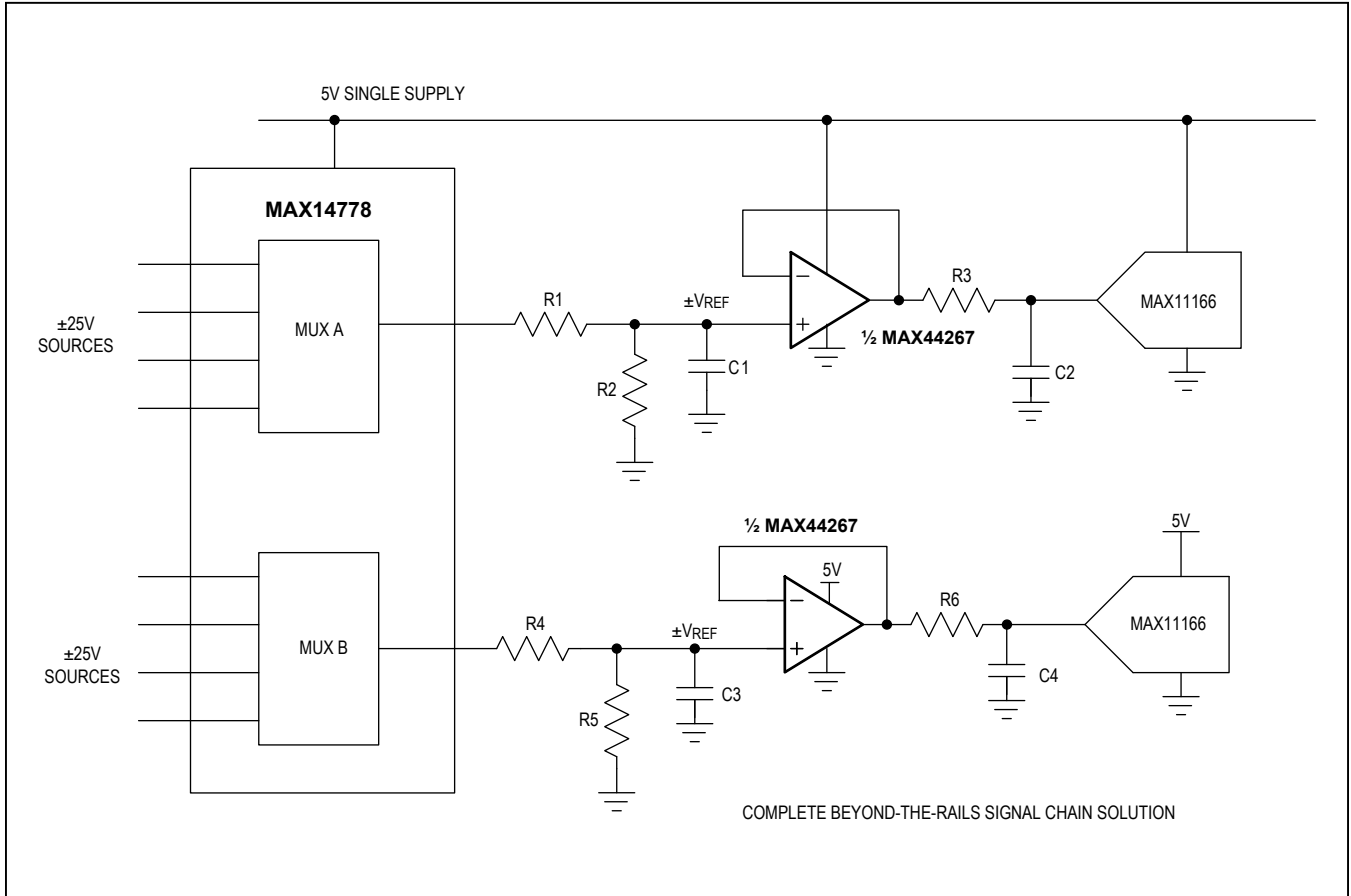 5V SINGLE SUPPLY
MAX14778
MUX A
±25V
SOURCES
R1
R2
±VREF
C1
½ MAX44267
R3
C2
MAX11166
MUX B
±25V
SOURCES
R4
R5
±VREF
C3
½ MAX44267
5V
R6
C4
5V
MAX11166
COMPLETE BEYOND-THE-RAILS SIGNAL CHAIN SOLUTION